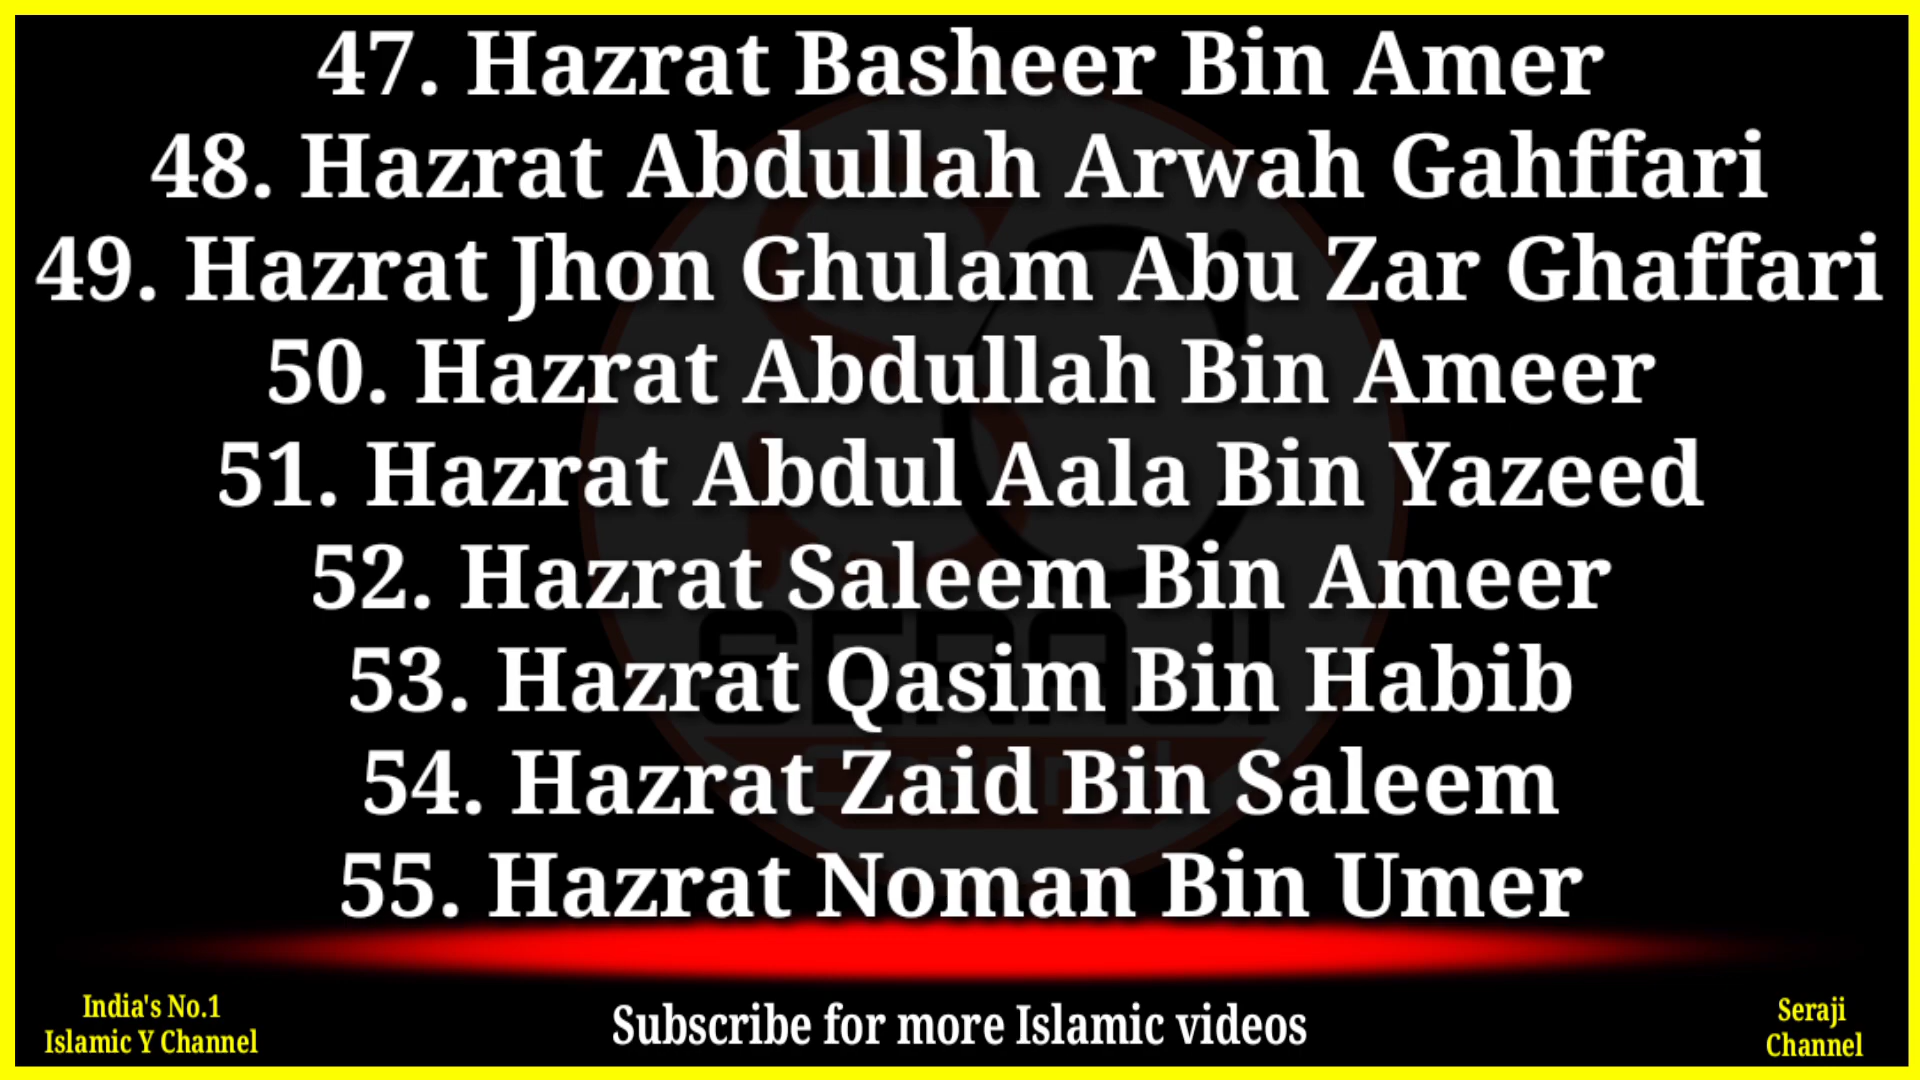 47. Hazrat Basheer Bin Amer
48. Hazrat Abdullah Arwah Gahffari
49. Hazrat Jhon Ghulam Abu Zar Ghaffari
50. Hazrat Abdullah Bin Ameer
51. Hazrat Abdul Aala Bin Yazeed
52. Hazrat Saleem Bin Ameer
53. Hazrat Qasim Bin Habib
54. Hazrat Zaid Bin Saleem
55. Hazrat Noman Bin Umer
SERAJI
India's No.1
Islamic Y Channel
Subscribe for more Islamic videos
Seraji
Channel